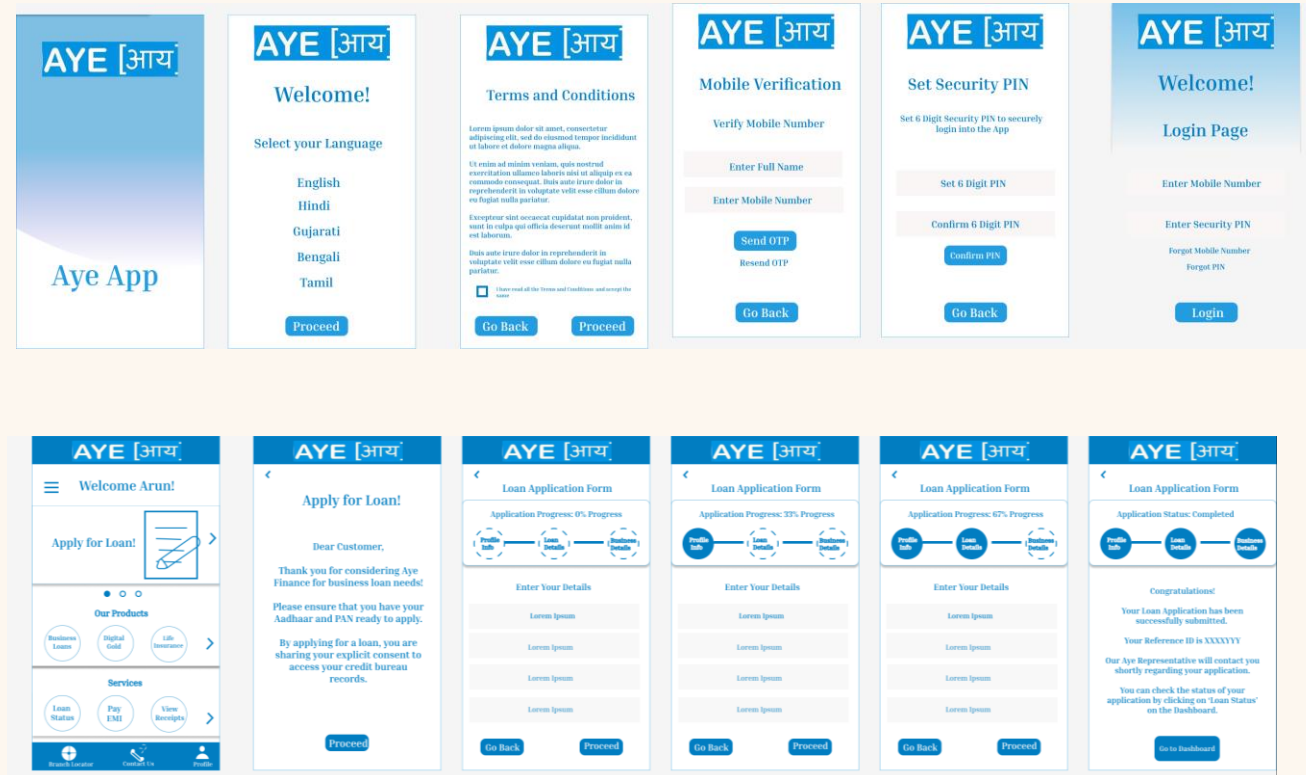 AYE [आय]
Aye App
AYE [आय]
Welcome!
Select your Language
English
Hindi
Gujarati
Bengali
Tamil
Proceed
AYE [आय]
Terms and Conditions
Lorem ipsum dolor sit amet, consectetur
adipiscing elit, sed do eiusmod tempor incididunt
ut labore et dolore magna aliqua.
Ut enim ad minim veniam, quis nostrud
exercitation ullamco laboris nisi ut aliquip ex ea
commodo consequat. Duis aute irure dolor in
reprehenderit in voluptate velit esse cillum dolore
eu fugiat nulla pariatur.
Excepteur sint occaecat cupidatat non proident,
sunt in culpa qui officia deserunt mollit anim id
est laborum.
Duis aute irure dolor in reprehenderit in
voluptate velit esse cillum dolore eu fugiat nulla
pariatur.
I have read all the Terms and Conditions and accept the
same
Go Back
Proceed
AYE [आय]
Mobile Verification
Verify Mobile Number
Enter Full Name
Enter Mobile Number
Send OTP
Resend OTP
Go Back
AYE [आय]
Set Security PIN
Set 6 Digit Security PIN to securely
login into the App
Set 6 Digit PIN
Confirm 6 Digit PIN
Confirm PIN
Go Back
AYE [आय]
Welcome!
Login Page
Enter Mobile Number
Enter Security PIN
Forgot Mobile Number
Forgot PIN
Login
AYE [आय]
Welcome Arun!
Apply for Loan!
Our Products
Business
Loans
Digital
Gold
Life
Insurance
Services
Loan
Status
Pay
EMI
View
Receipts
Branch Locator
Contact Us
Profile
AYE [आय]
Apply for Loan!
Dear Customer,
Thank you for considering Aye
Finance for business loan needs!
Please ensure that you have your
Aadhaar and PAN ready to apply.
By applying for a loan, you are
sharing your explicit consent to
access your credit bureau
records.
Proceed
AYE [आय]
Loan Application Form
Application Progress: 0% Progress
Profile
Info
Loan
Details
Business
Details
Enter Your Details
Lorem Ipsum
Lorem Ipsum
Lorem Ipsum
Lorem Ipsum
Go Back
Proceed
AYE [आय]
Loan Application Form
Application Progress: 33% Progress
Profile
Info
Loan
Details
Business
Details
Enter Your Details
Lorem Ipsum
Lorem Ipsum
Lorem Ipsum
Lorem Ipsum
Go Back
Proceed
AYE [आय]
Loan Application Form
Application Progress: 67% Progress
Profile
Info
Loan
Details
Business
Details
Enter Your Details
Lorem Ipsum
Lorem Ipsum
Lorem Ipsum
Lorem Ipsum
Go Back
Proceed
AYE [आय]
Loan Application Form
Application Status: Completed
Profile
Info
Loan
Details
Business
Details
Congratulations!
Your Loan Application has been
successfully submitted.
Your Reference ID is XXXXYYY
Our Aye Representative will contact you
shortly regarding your application.
You can check the status of your
application by clicking on 'Loan Status'
on the Dashboard.
Go to Dashboard